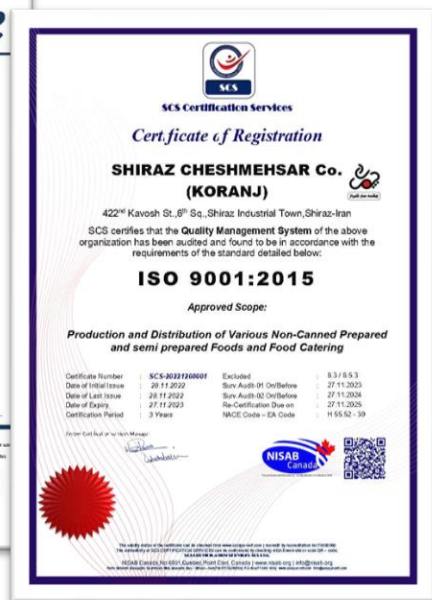 SCS
SCS Certification Services
Certificate of Registration
SHIRAZ CHESHMEHSAR Co.
(KORANJ)
422nd Kavosh St.,6th Sq.,Shiraz Industrial Town,Shiraz-Iran
SCS certifies that the Quality Management System of the above
organization has been audited and found to be in accordance with the
requirements of the standard detailed below:
ISO 9001:2015
Approved Scope:
Production and Distribution of Various Non-Canned Prepared
and semi prepared Foods and Food Catering
Certificate Number :
Date of Initial Issue : 28.11.2022
Date of Last Issue : 28.11.2022
Date of Expiry : 27.11.2023
Certification Period : 3 Years
Excluded : 8.3 / 8.5.3
Surv.Audit-01 On/Before : 27.11.2023
Surv.Audit-02 On/Before : 27.11.2024
Re-Certification Due on : 27.11.2025
NACE Code – EA Code :
NISAB
Canada